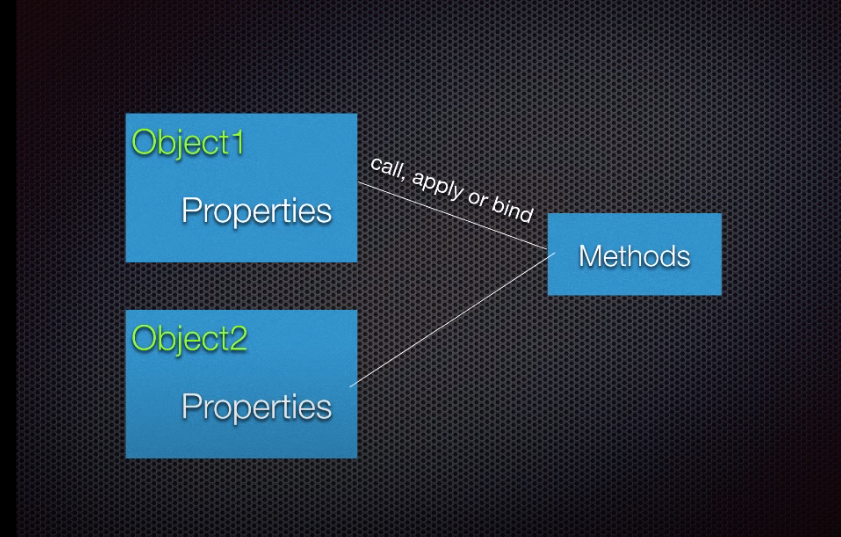 Object1
Properties
call, apply or bind
Methods
Object2
Properties